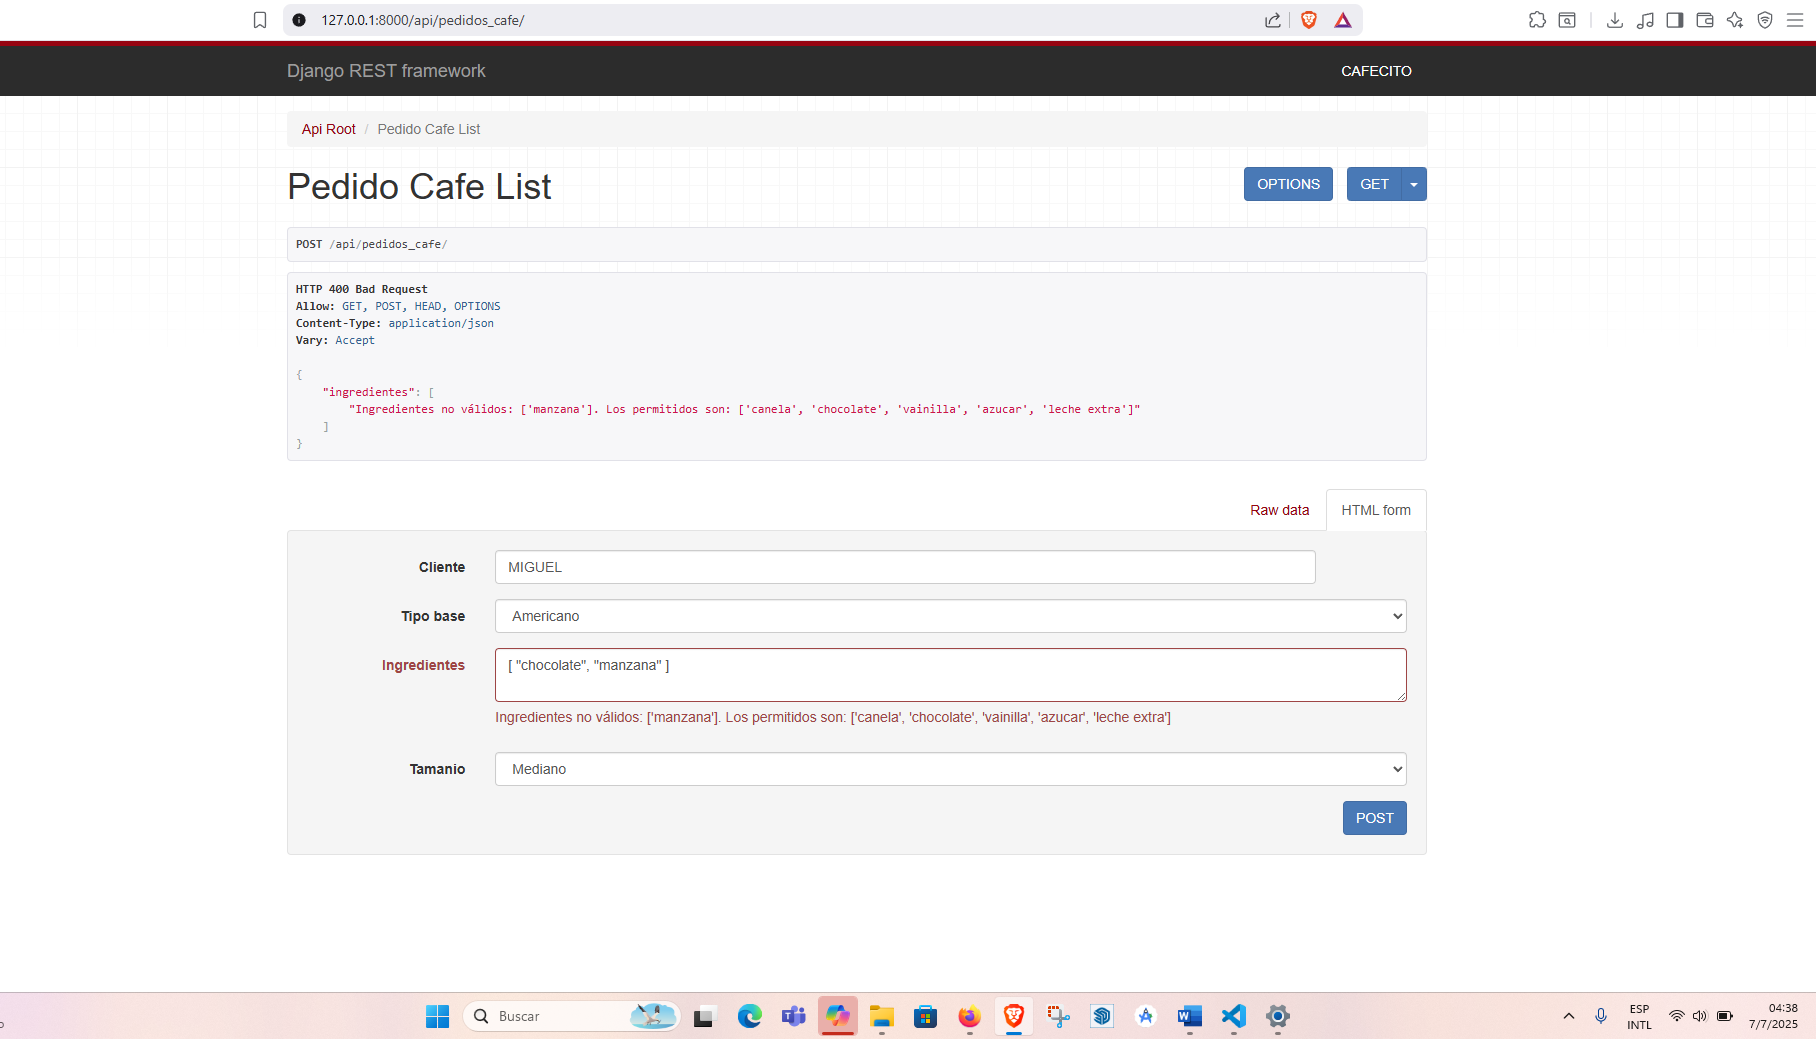 127.0.0.1:8000/api/pedidos_cafe/
Django REST framework
CAFECITO
Api Root / Pedido Cafe List
Pedido Cafe List
OPTIONS
GET
POST /api/pedidos_cafe/
HTTP 400 Bad Request
Allow: GET, POST, HEAD, OPTIONS
Content-Type: application/json
Vary: Accept
{
"ingredientes": [
"Ingredientes no válidos: ['manzana']. Los permitidos son: ['canela', 'chocolate', 'vainilla', 'azucar', 'leche extra']"
]
}
Raw data
HTML form
Cliente
MIGUEL
Tipo base
Americano
Ingredientes
[ "chocolate", "manzana" ]
Ingredientes no válidos: ['manzana']. Los permitidos son: ['canela', 'chocolate', 'vainilla', 'azucar', 'leche extra']
Tamanio
Mediano
POST
Buscar
ESP
INTL
04:38
7/7/2025